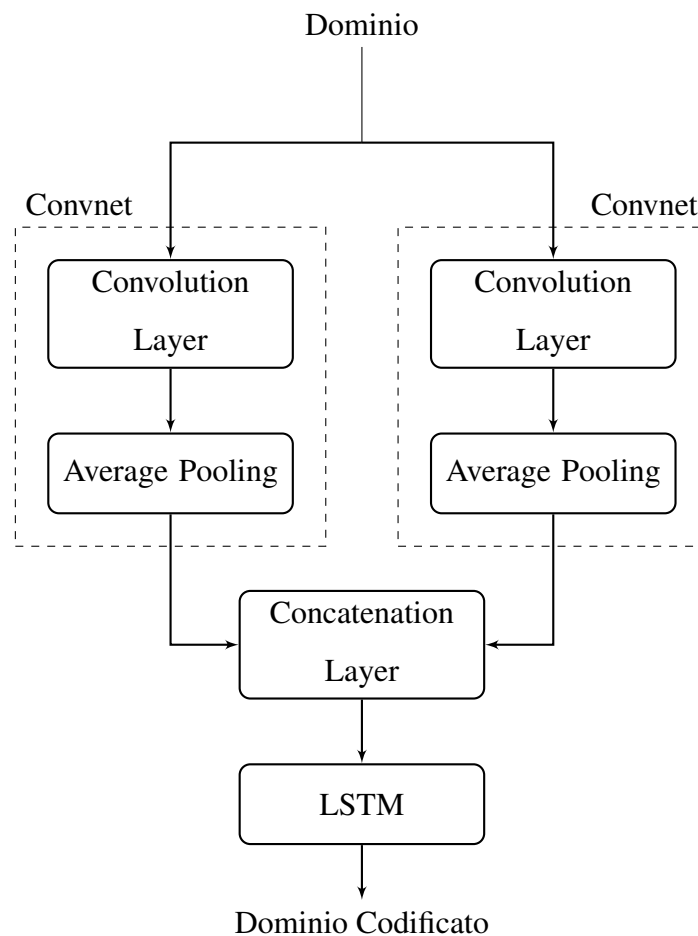 Dominio
Convnet
Convnet
Convolution
Layer
Convolution
Layer
Average Pooling
Average Pooling
Concatenation
Layer
LSTM
Dominio Codificato